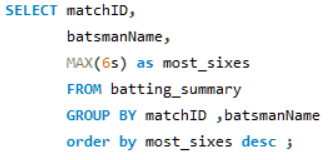 SELECT matchID,
batsmanName,
MAX(6s) as most_sixes
FROM batting_summary
GROUP BY matchID ,batsmanName
order by most_sixes desc ;